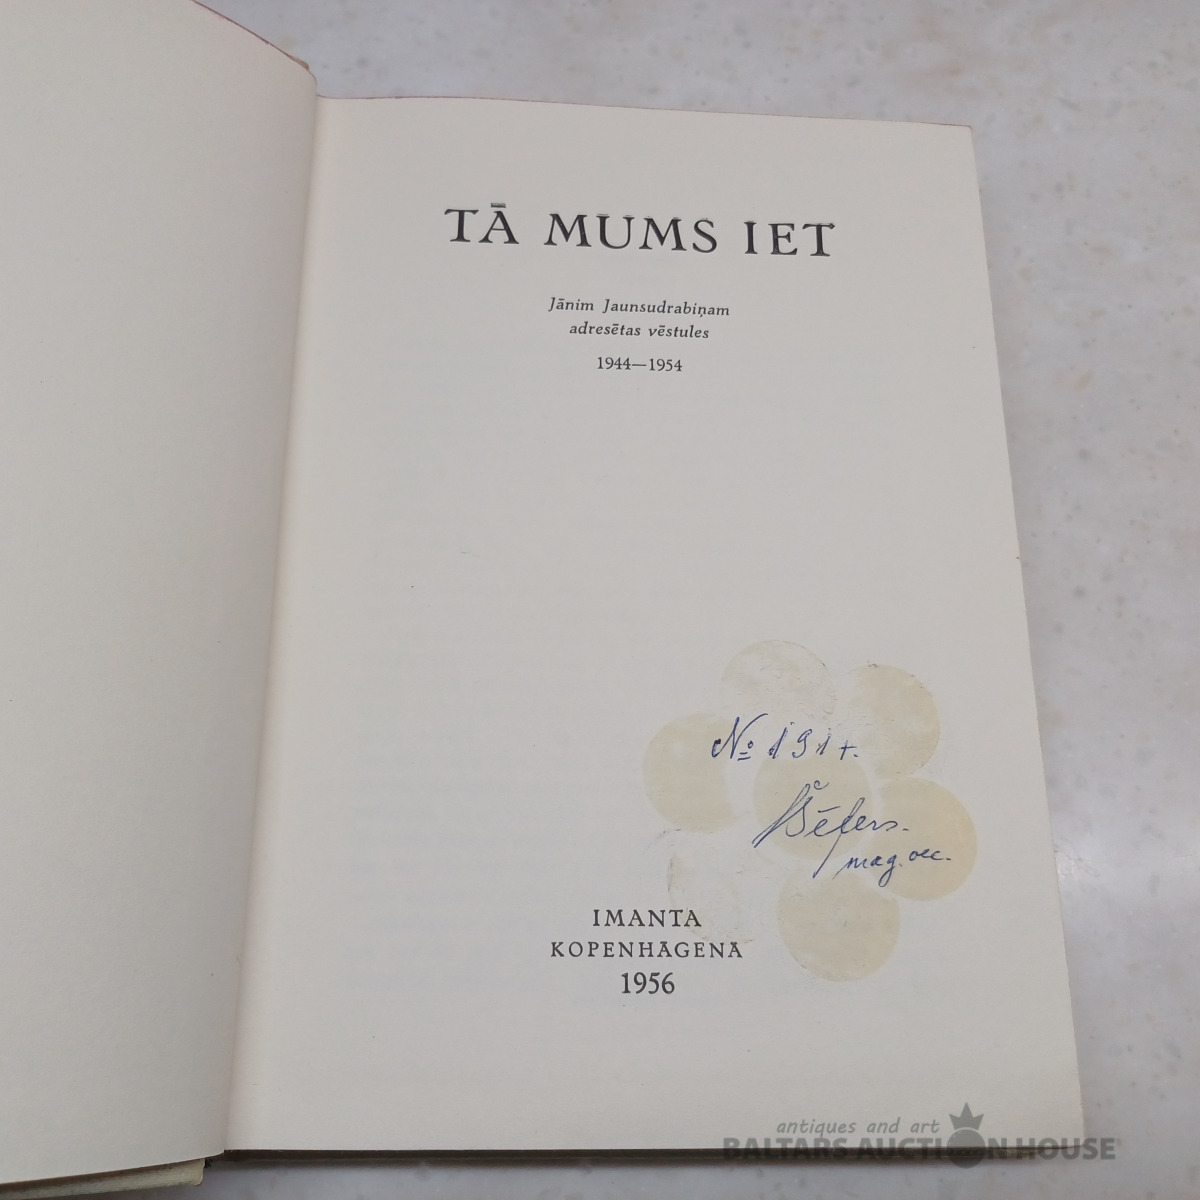 TĀ MUMS IET
Jānim Jaunsudrabiņam
adresētas vēstules
1944—1954
№ 191
mag. oec.
IMANTA
KOPENHĀGENĀ
1956
antiques and art
BALTARS AUCTION HOUSE